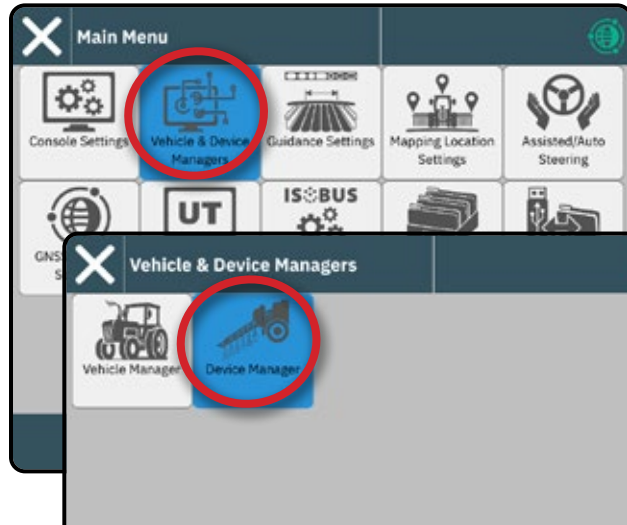 Main Menu
Console Settings
Vehicle & Device
Managers
Guidance Settings
Mapping Location
Settings
Assisted/Auto
Steering
GNS
S
UT
ISOBUS
Vehicle & Device Managers
Vehicle Manager
Device Manager